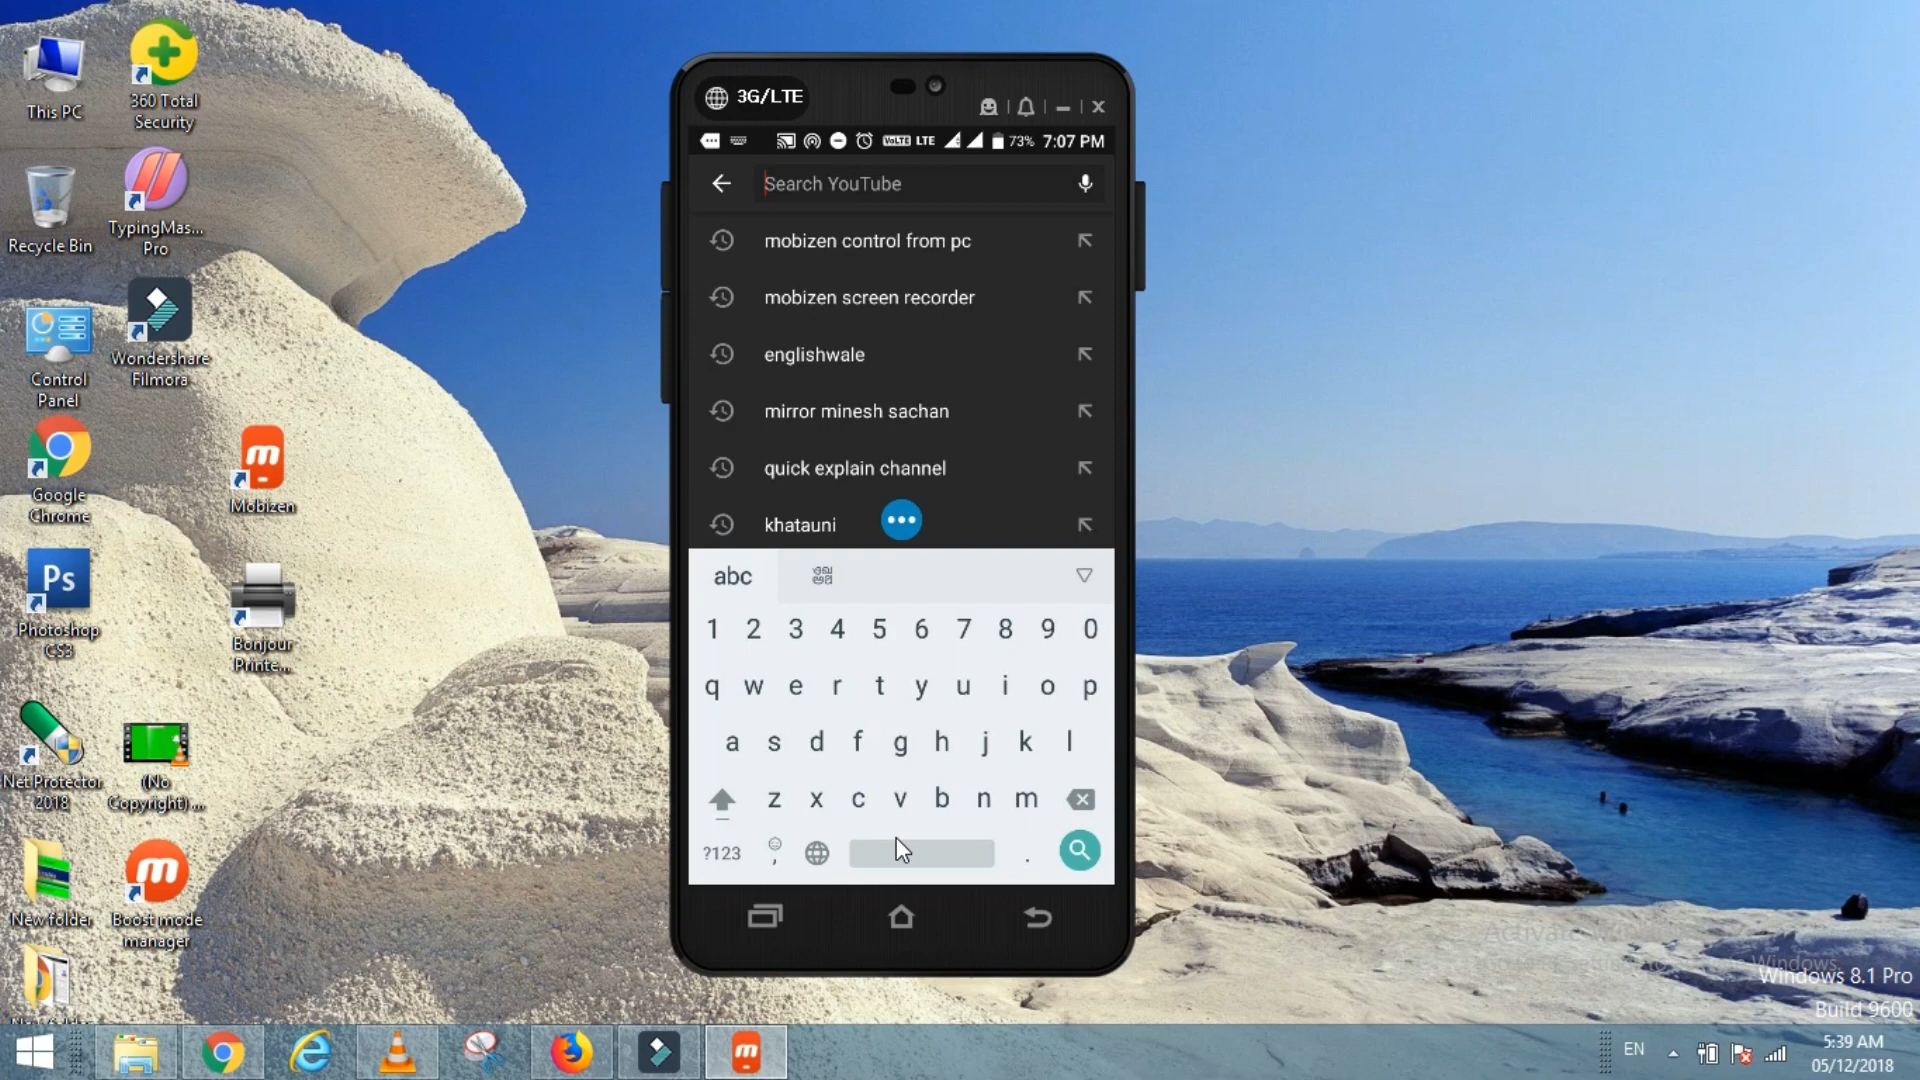 This PC
360 Total
Security
Recycle Bin
TypingMas...
Pro
Control
Panel
Wondershare
Filmora
Google
Chrome
Mobizen
Ps
Photoshop
CS3
Bonjour
Printe...
Net Protector
2018
(No
Copyright) ...
New folder
Boost mode
manager
3G/LTE
VoLTE LTE 73% 7:07 PM
Search YouTube
mobizen control from pc
mobizen screen recorder
englishwale
mirror minesh sachan
quick explain channel
khatauni
abc
1 2 3 4 5 6 7 8 9 0
q w e r t y u i o p
a s d f g h j k l
z x c v b n m
?123 , .
Windows 8.1 Pro
Build 9600
EN
5:39 AM
05/12/2018